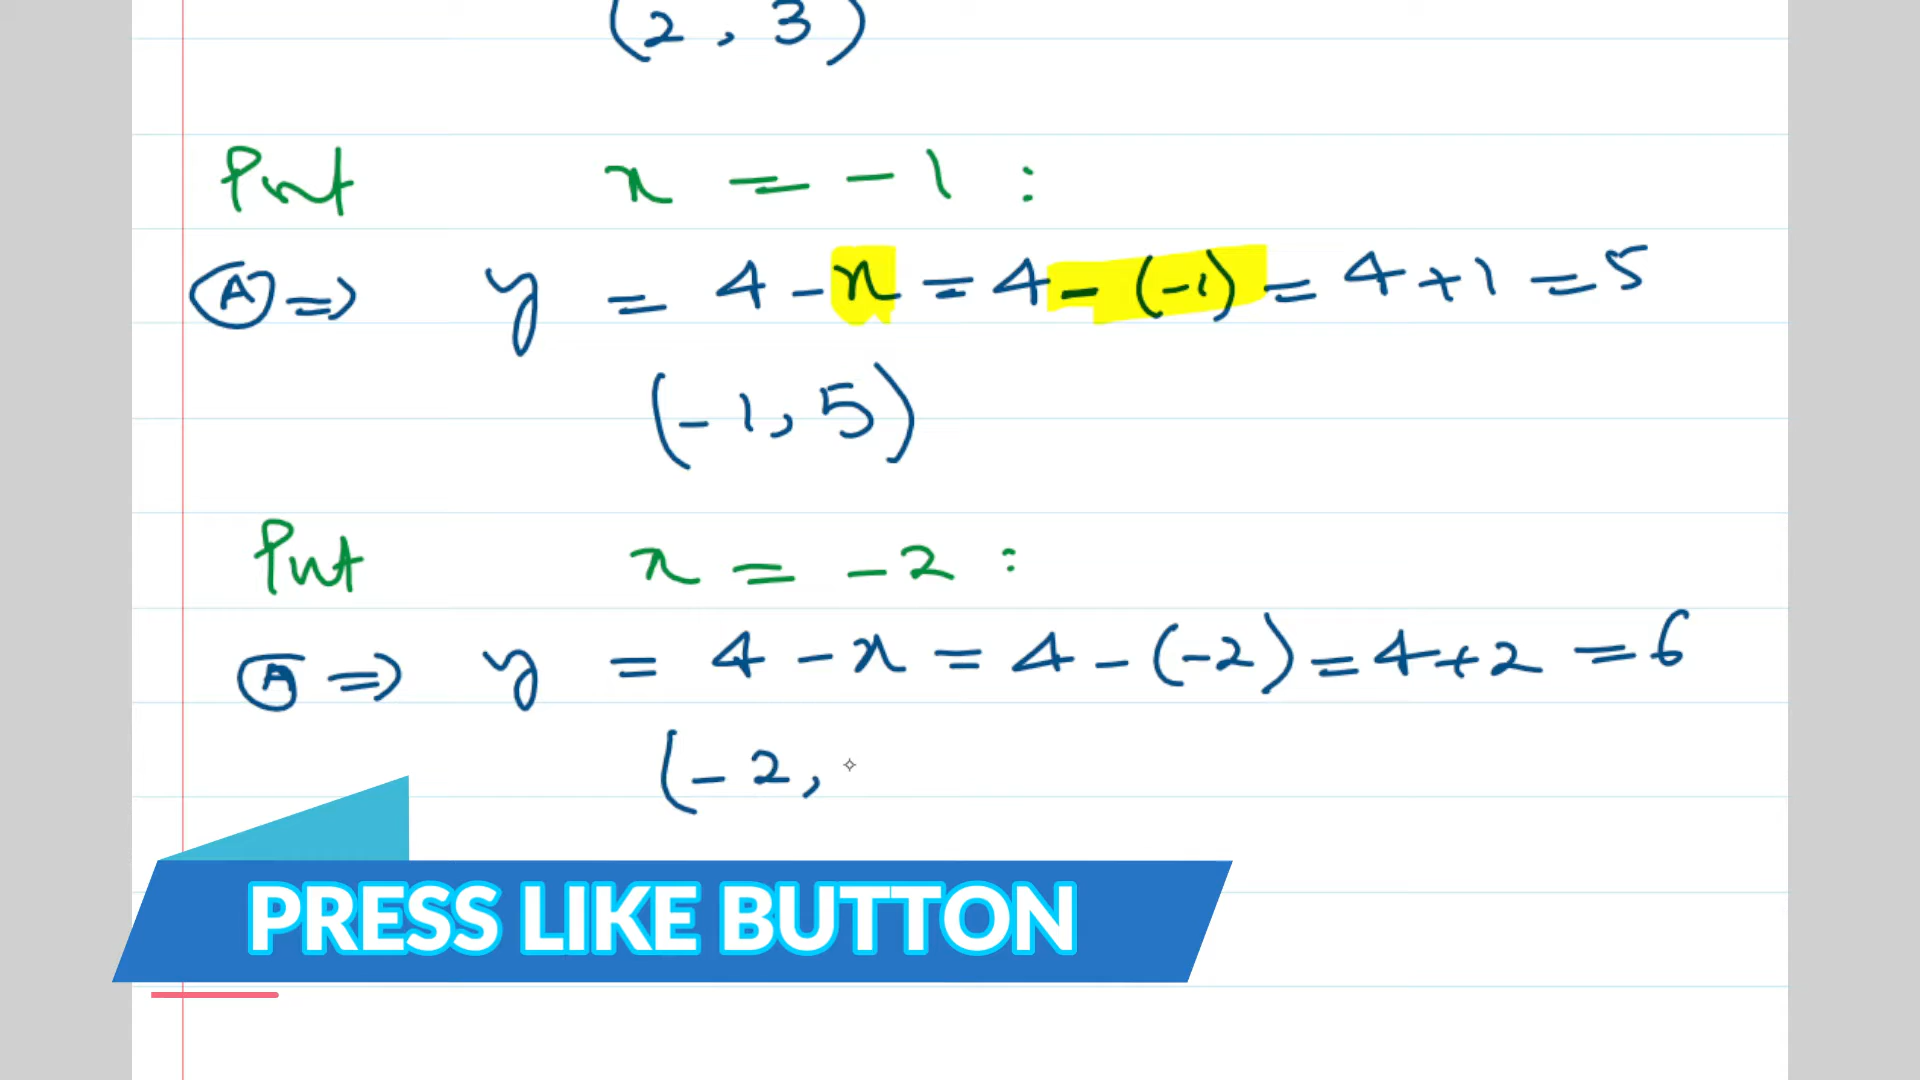 (2, 3)
Put x = -1 :
Ⓐ ⇒ y = 4 - x = 4 - (-1) = 4 + 1 = 5
(-1, 5)
Put x = -2 :
Ⓐ ⇒ y = 4 - x = 4 - (-2) = 4 + 2 = 6
(-2,
PRESS LIKE BUTTON